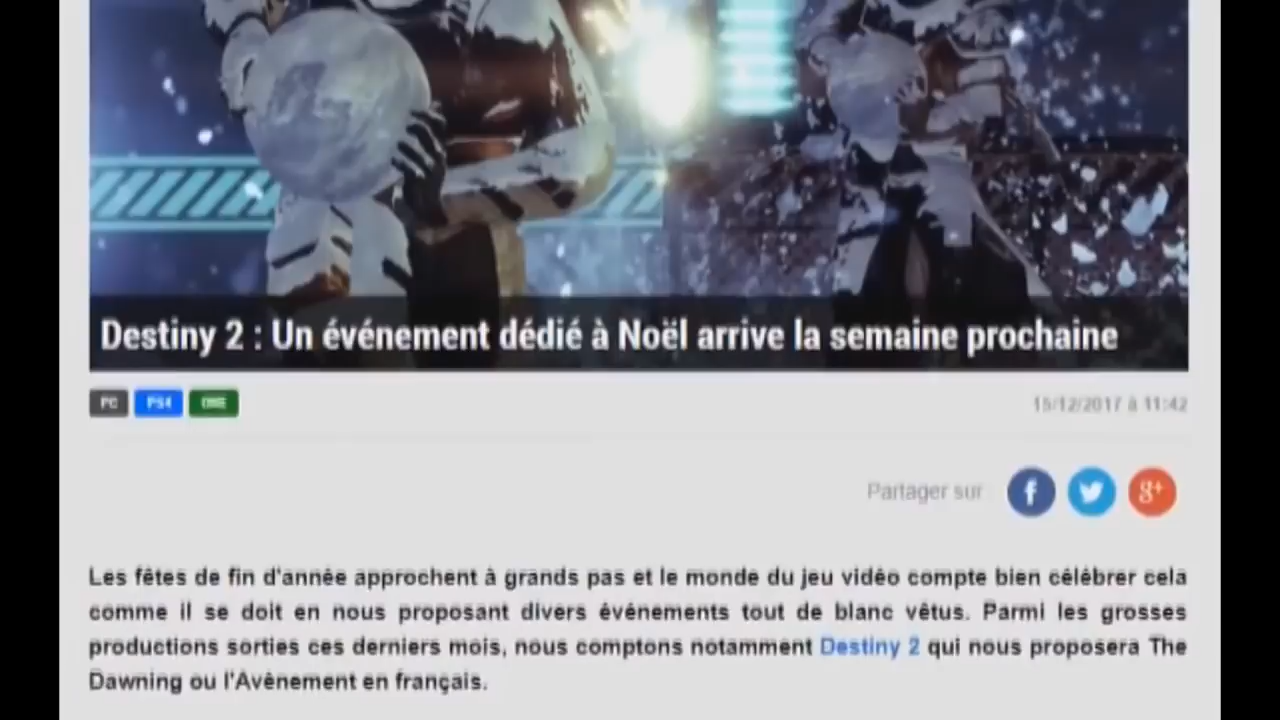 Destiny 2 : Un événement dédié à Noël arrive la semaine prochaine
PC PS4 ONE 15/12/2017 à 11:42
Partager sur f g+
Les fêtes de fin d'année approchent à grands pas et le monde du jeu vidéo compte bien célébrer cela
comme il se doit en nous proposant divers événements tout de blanc vêtus. Parmi les grosses
productions sorties ces derniers mois, nous comptons notamment Destiny 2 qui nous proposera The
Dawning ou l'Avènement en français.